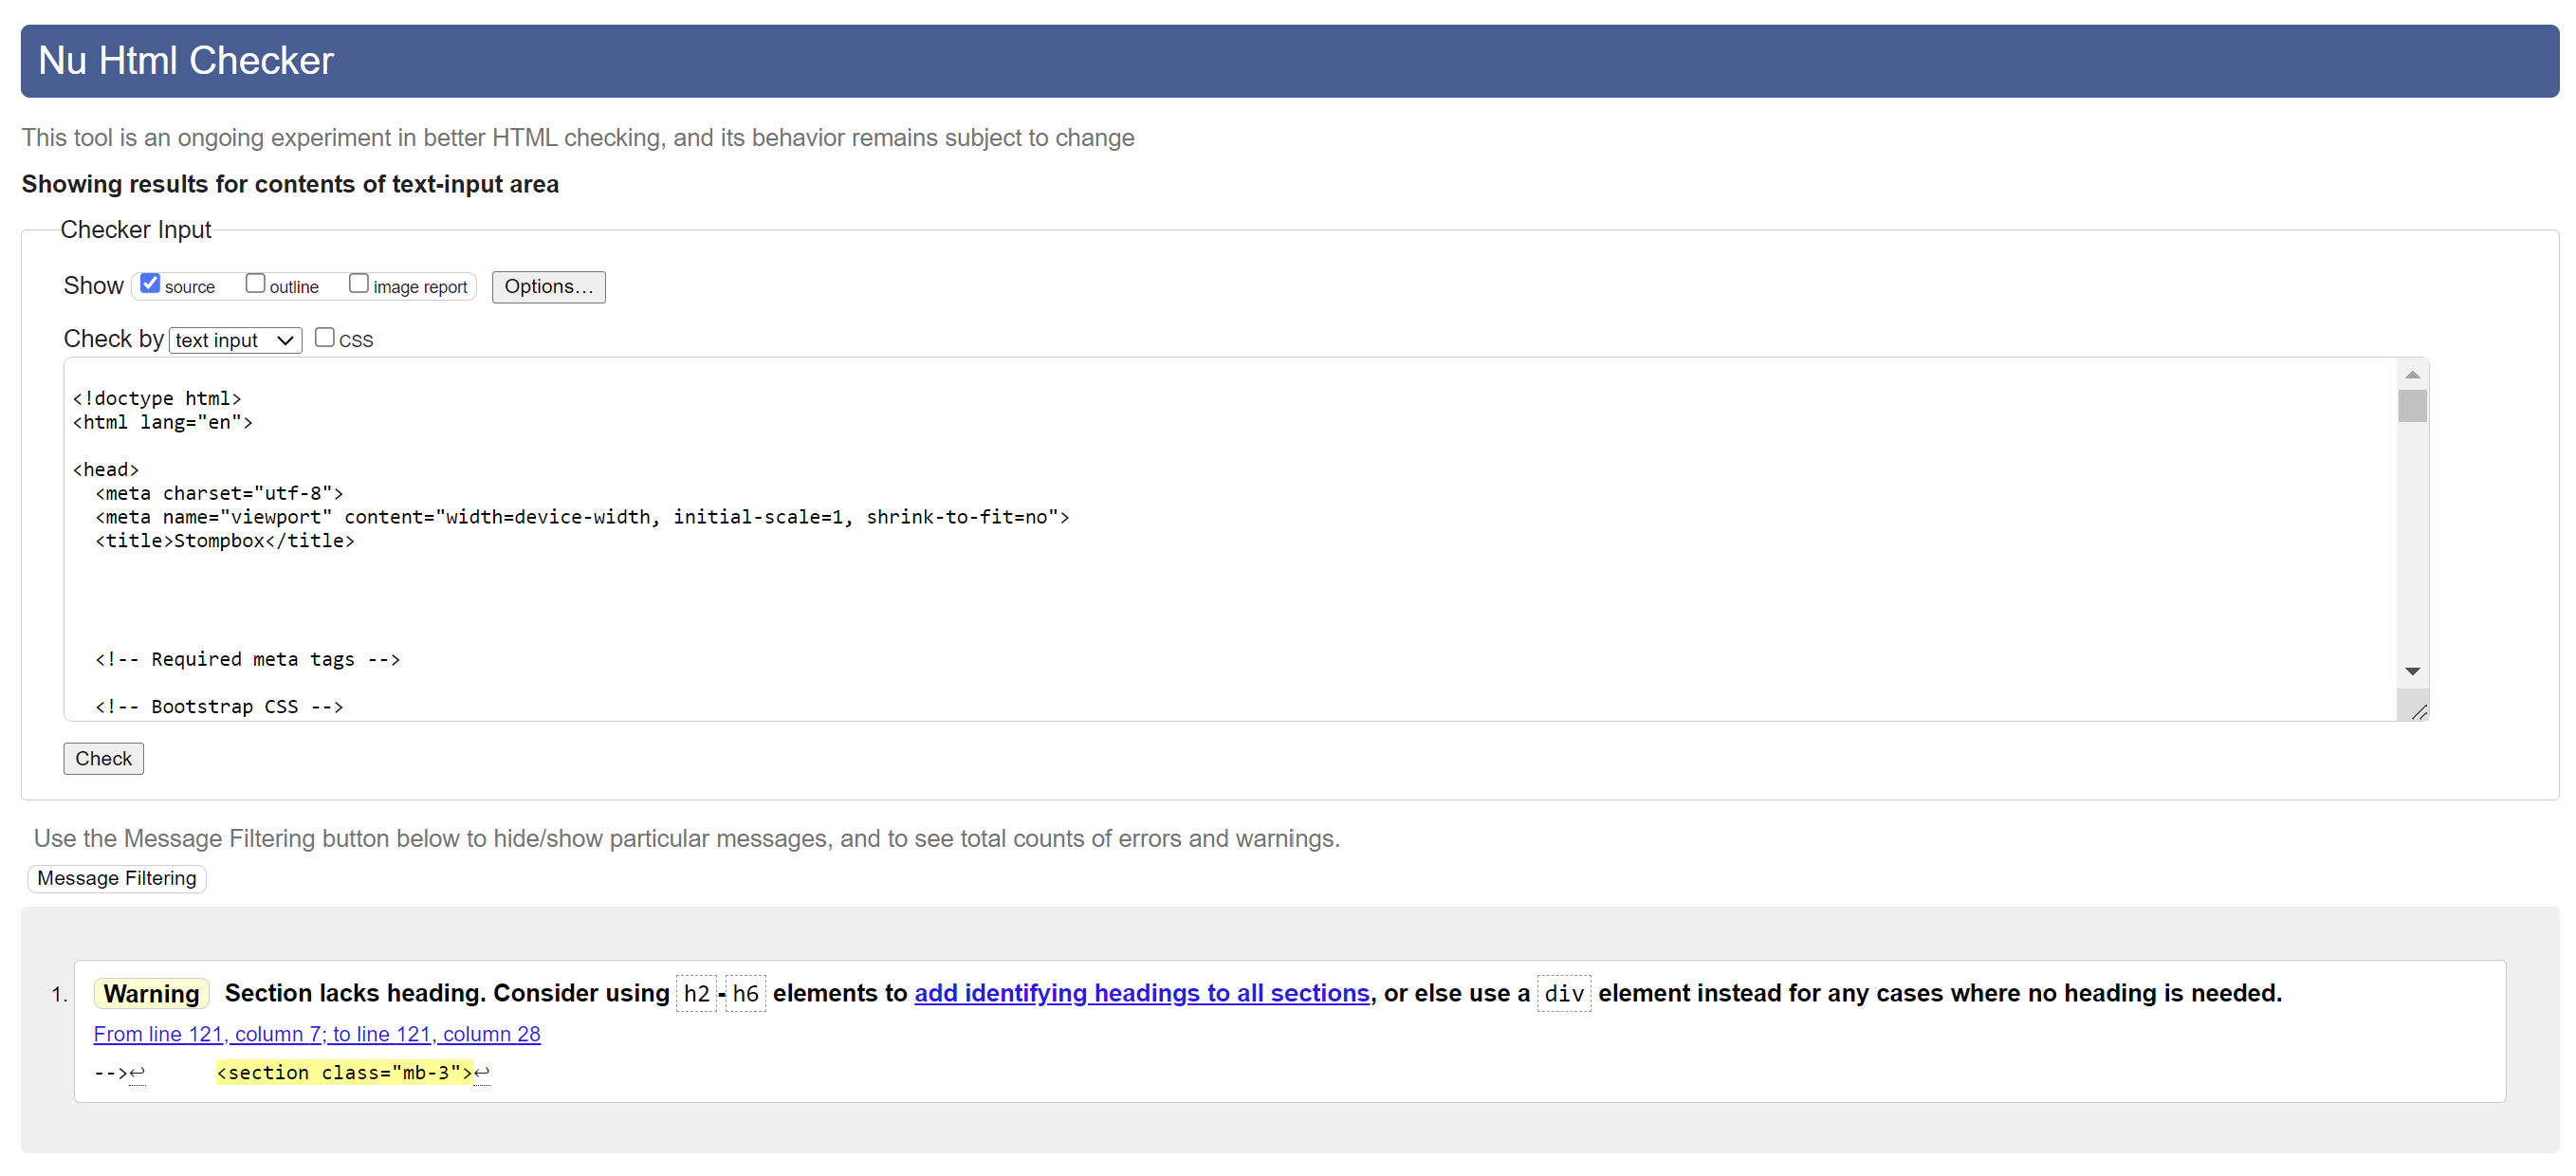 Nu Html Checker
This tool is an ongoing experiment in better HTML checking, and its behavior remains subject to change
Showing results for contents of text-input area
Checker Input
Show source outline image report Options...
Check by text input CSS
<!doctype html>
<html lang="en">
<head>
<meta charset="utf-8">
<meta name="viewport" content="width=device-width, initial-scale=1, shrink-to-fit=no">
<title>Stompbox</title>
<!-- Required meta tags -->
<!-- Bootstrap CSS -->
Check
Use the Message Filtering button below to hide/show particular messages, and to see total counts of errors and warnings.
Message Filtering
1. Warning Section lacks heading. Consider using h2-h6 elements to add identifying headings to all sections, or else use a div element instead for any cases where no heading is needed.
From line 121, column 7; to line 121, column 28
-->↩ <section class="mb-3">↩